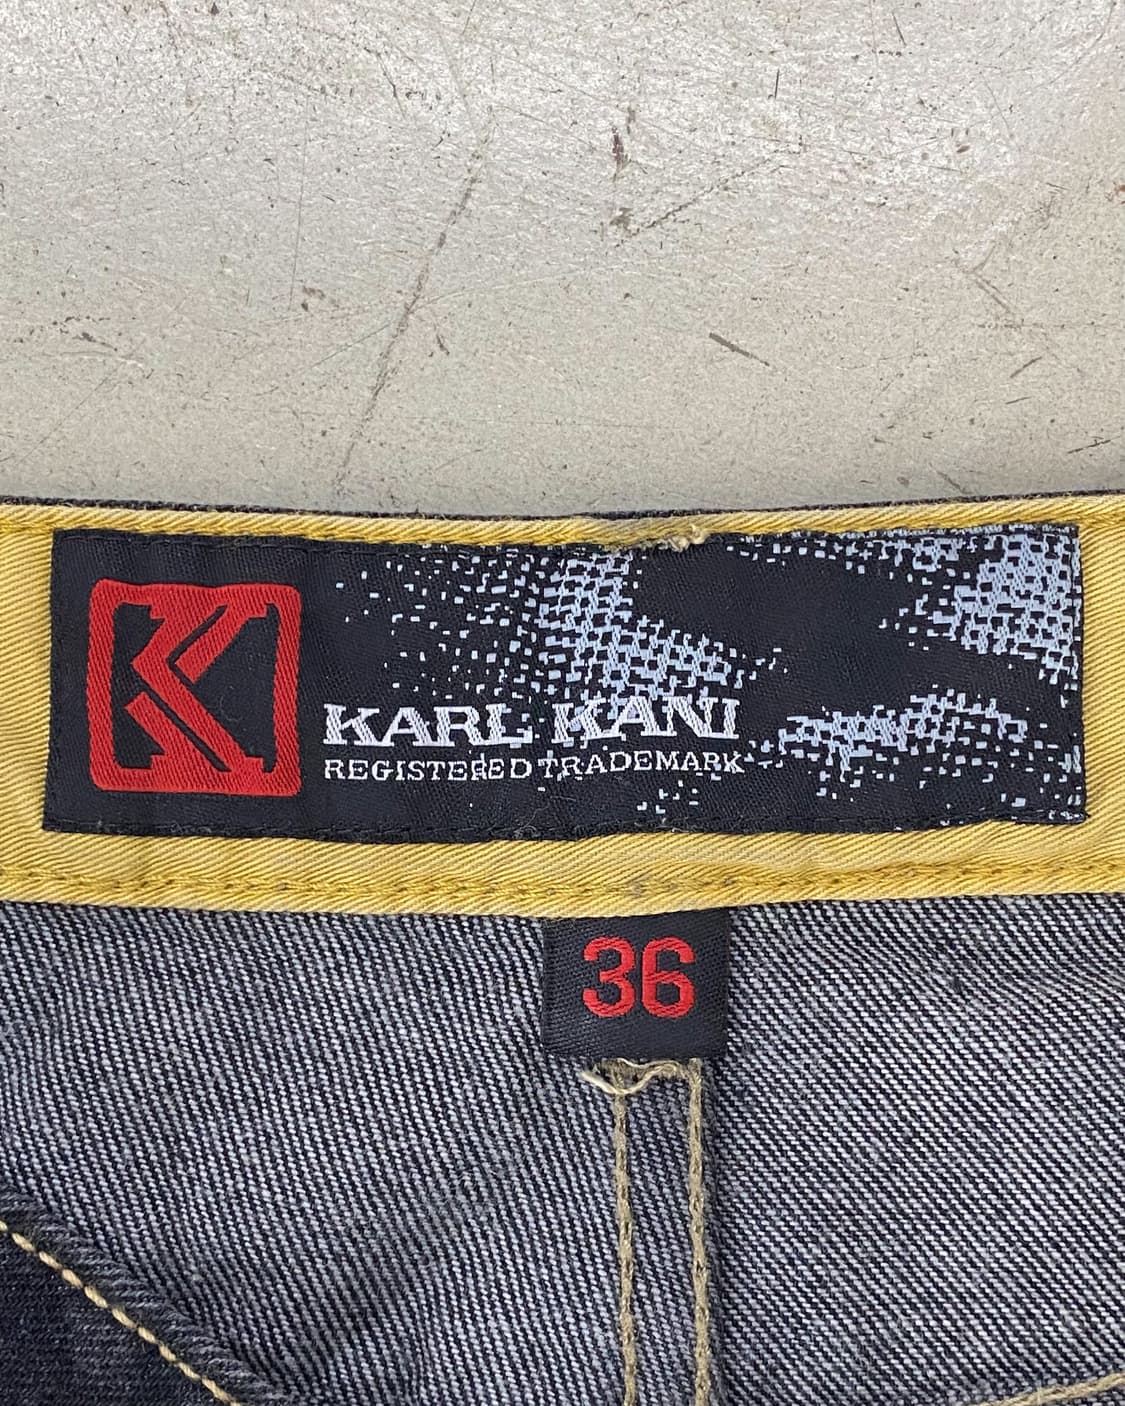 K
KARL KANI
REGISTERED TRADEMARK
36